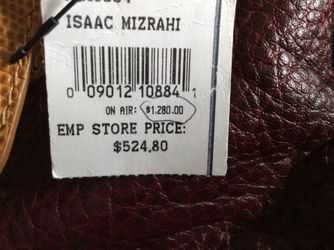 ISAAC MIZRAHI
0 09012 10884 1
ON AIR: $1,280.00
EMP STORE PRICE:
$524.80